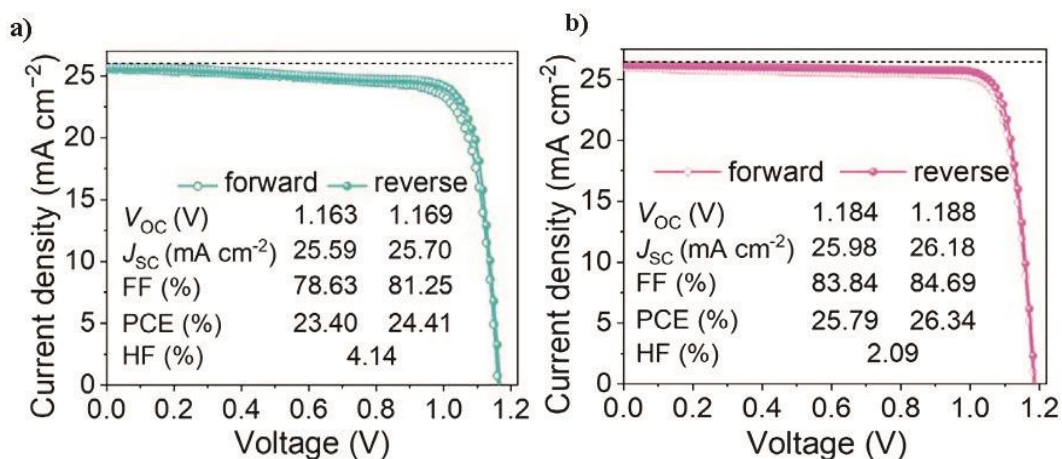 a)
Current density (mA cm⁻²)
25
20
15
10
5
0
forward reverse
V_OC (V) 1.163 1.169
J_SC (mA cm⁻²) 25.59 25.70
FF (%) 78.63 81.25
PCE (%) 23.40 24.41
HF (%) 4.14
0.0 0.2 0.4 0.6 0.8 1.0 1.2
Voltage (V)
b)
Current density (mA cm⁻²)
25
20
15
10
5
0
forward reverse
V_OC (V) 1.184 1.188
J_SC (mA cm⁻²) 25.98 26.18
FF (%) 83.84 84.69
PCE (%) 25.79 26.34
HF (%) 2.09
0.0 0.2 0.4 0.6 0.8 1.0 1.2
Voltage (V)